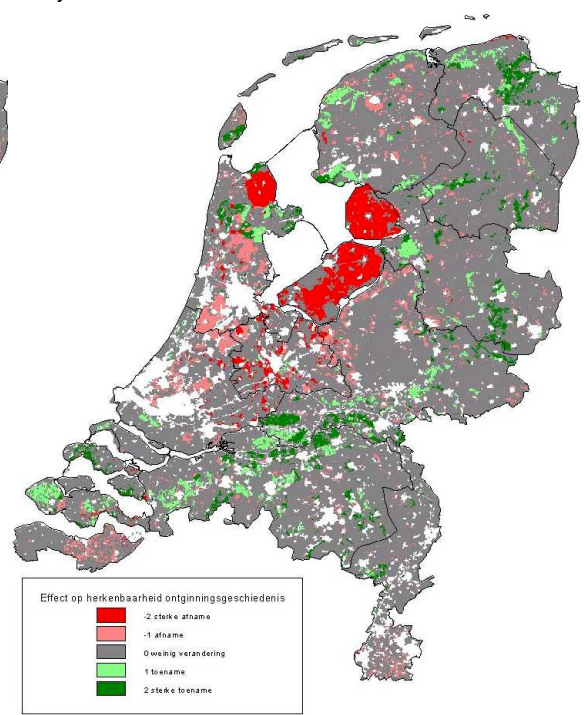 Effect op herkenbaarheid ontginningsgeschiedenis
-2 sterke afname
-1 afname
0 weinig verandering
1 toename
2 sterke toename